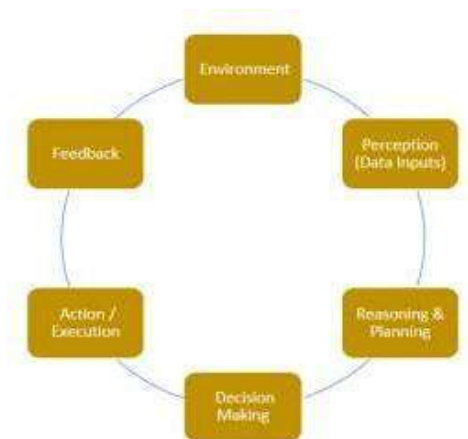 Environment
Perception
(Data Inputs)
Reasoning &
Planning
Decision
Making
Action /
Execution
Feedback